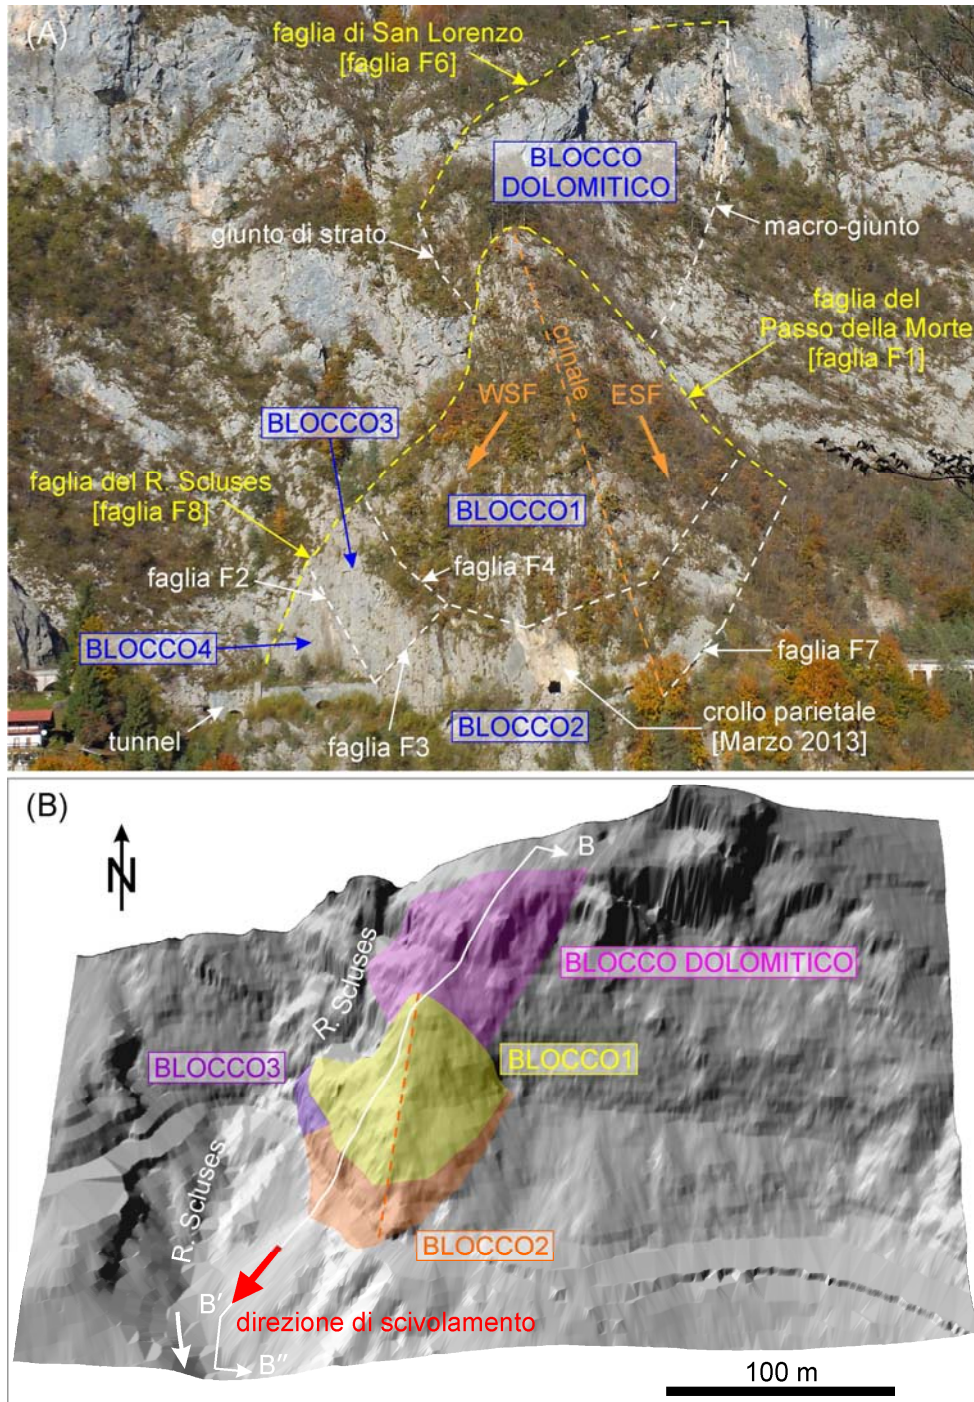 (A)
faglia di San Lorenzo
[faglia F6]
BLOCCO
DOLOMITICO
giunto di strato
macro-giunto
faglia del
Passo della Morte
[faglia F1]
crinale
WSF
ESF
BLOCCO3
faglia del R. Scluses
[faglia F8]
BLOCCO1
faglia F2
faglia F4
BLOCCO4
faglia F7
tunnel
faglia F3
BLOCCO2
crollo parietale
[Marzo 2013]
(B)
N
B
R. Scluses
BLOCCO DOLOMITICO
BLOCCO3
BLOCCO1
R. Scluses
BLOCCO2
B'
direzione di scivolamento
B''
100 m